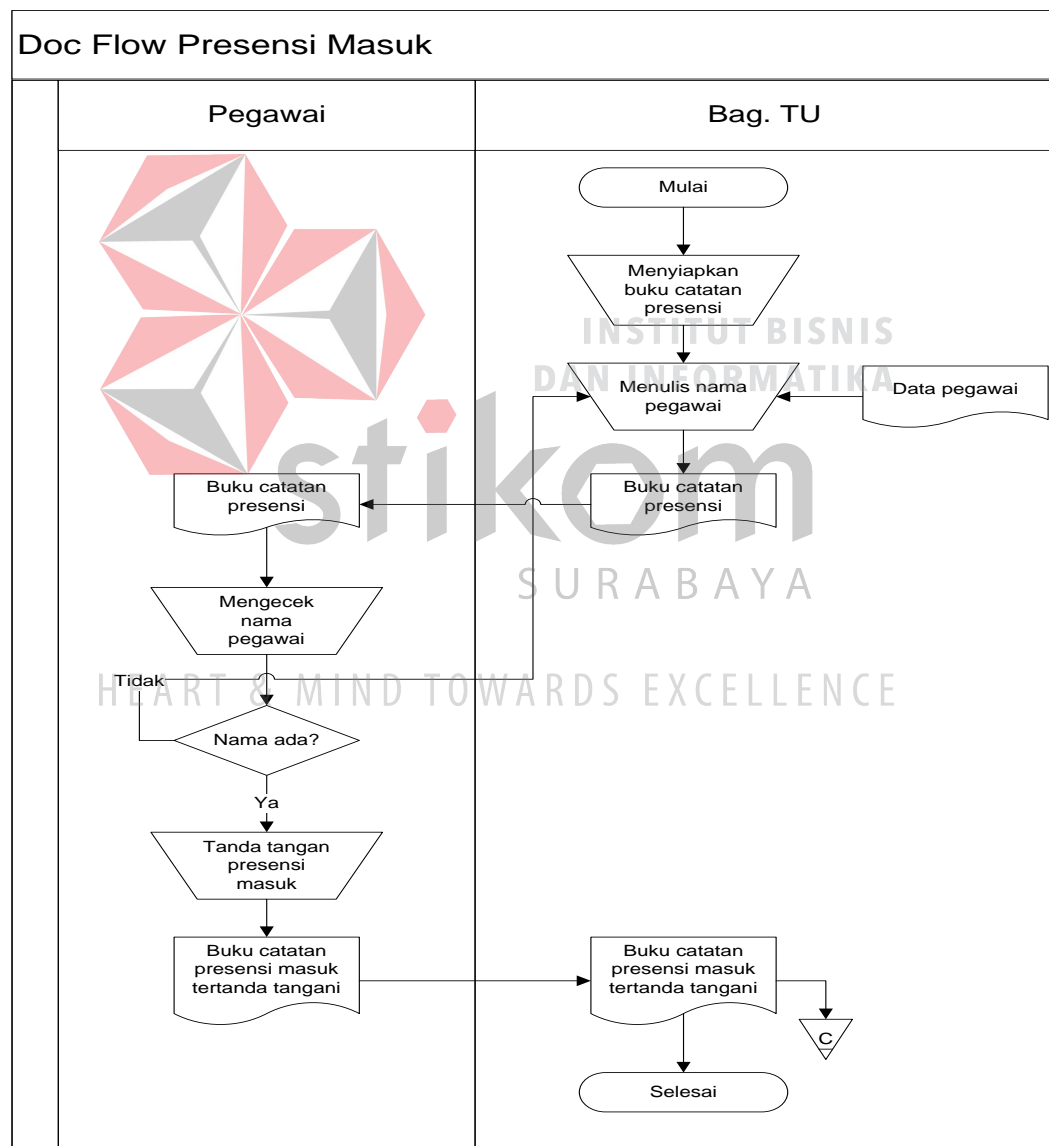 Doc Flow Presensi Masuk
Pegawai
Bag. TU
Mulai
Menyiapkan
buku catatan
presensi
INSTITUT BISNIS
DAN INFORMATIKA
Menulis nama
pegawai
Data pegawai
stikom
Buku catatan
presensi
Buku catatan
presensi
SURABAYA
Mengecek
nama
pegawai
Tidak
HEART & MIND TOWARDS EXCELLENCE
Nama ada?
Ya
Tanda tangan
presensi
masuk
Buku catatan
presensi masuk
tertanda tangani
Buku catatan
presensi masuk
tertanda tangani
C
Selesai